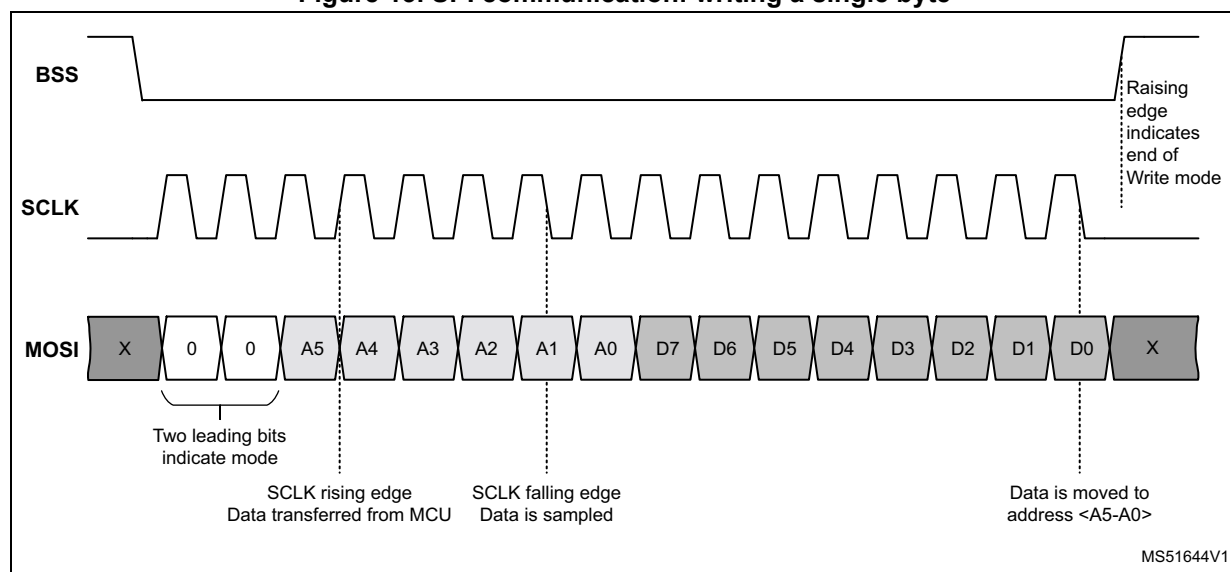 Figure 16. SPI communication: writing a single byte
BSS
Raising
edge
indicates
end of
Write mode
SCLK
MOSI
X
0
0
A5
A4
A3
A2
A1
A0
D7
D6
D5
D4
D3
D2
D1
D0
X
Two leading bits
indicate mode
SCLK rising edge
Data transferred from MCU
SCLK falling edge
Data is sampled
Data is moved to
address <A5-A0>
MS51644V1